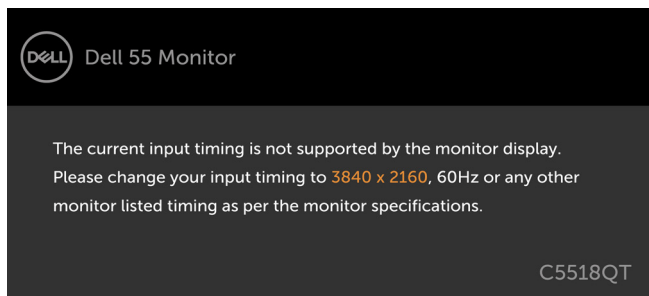 DELL Dell 55 Monitor
The current input timing is not supported by the monitor display.
Please change your input timing to 3840 x 2160, 60Hz or any other
monitor listed timing as per the monitor specifications.
C5518QT